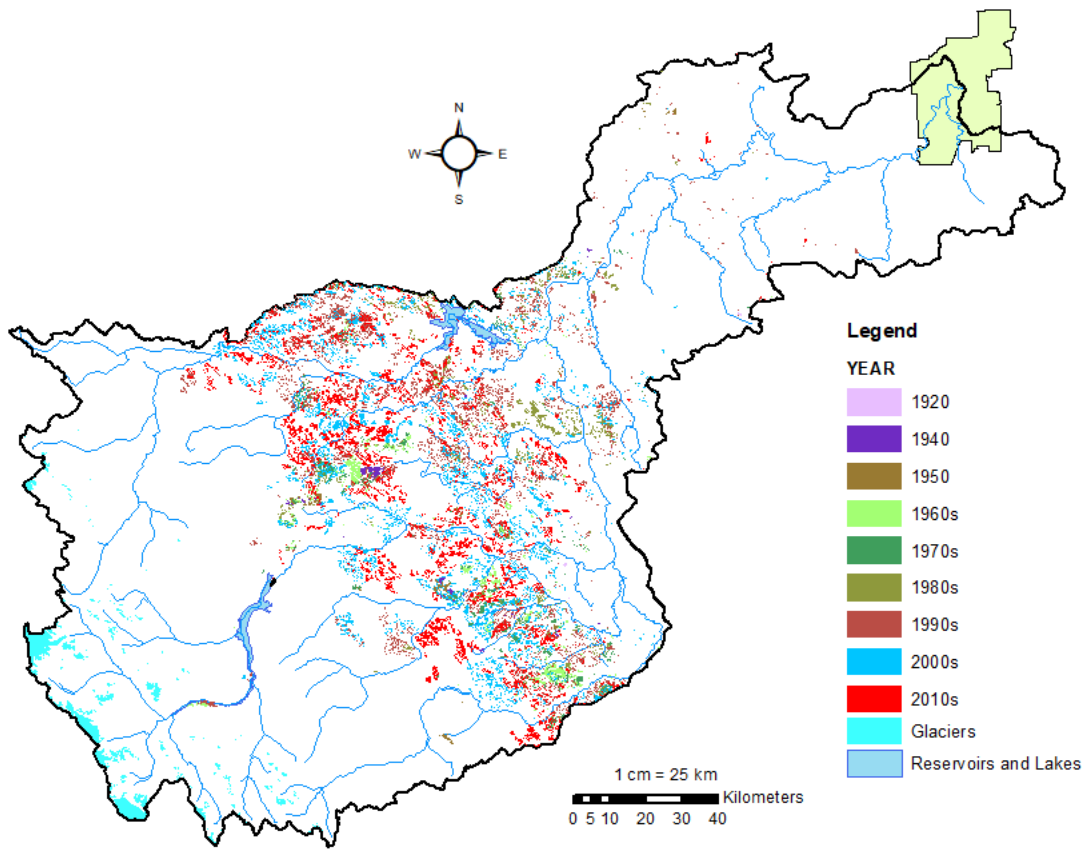 N
W E
S
Legend
YEAR
1920
1940
1950
1960s
1970s
1980s
1990s
2000s
2010s
Glaciers
Reservoirs and Lakes
1 cm = 25 km
Kilometers
0 5 10 20 30 40